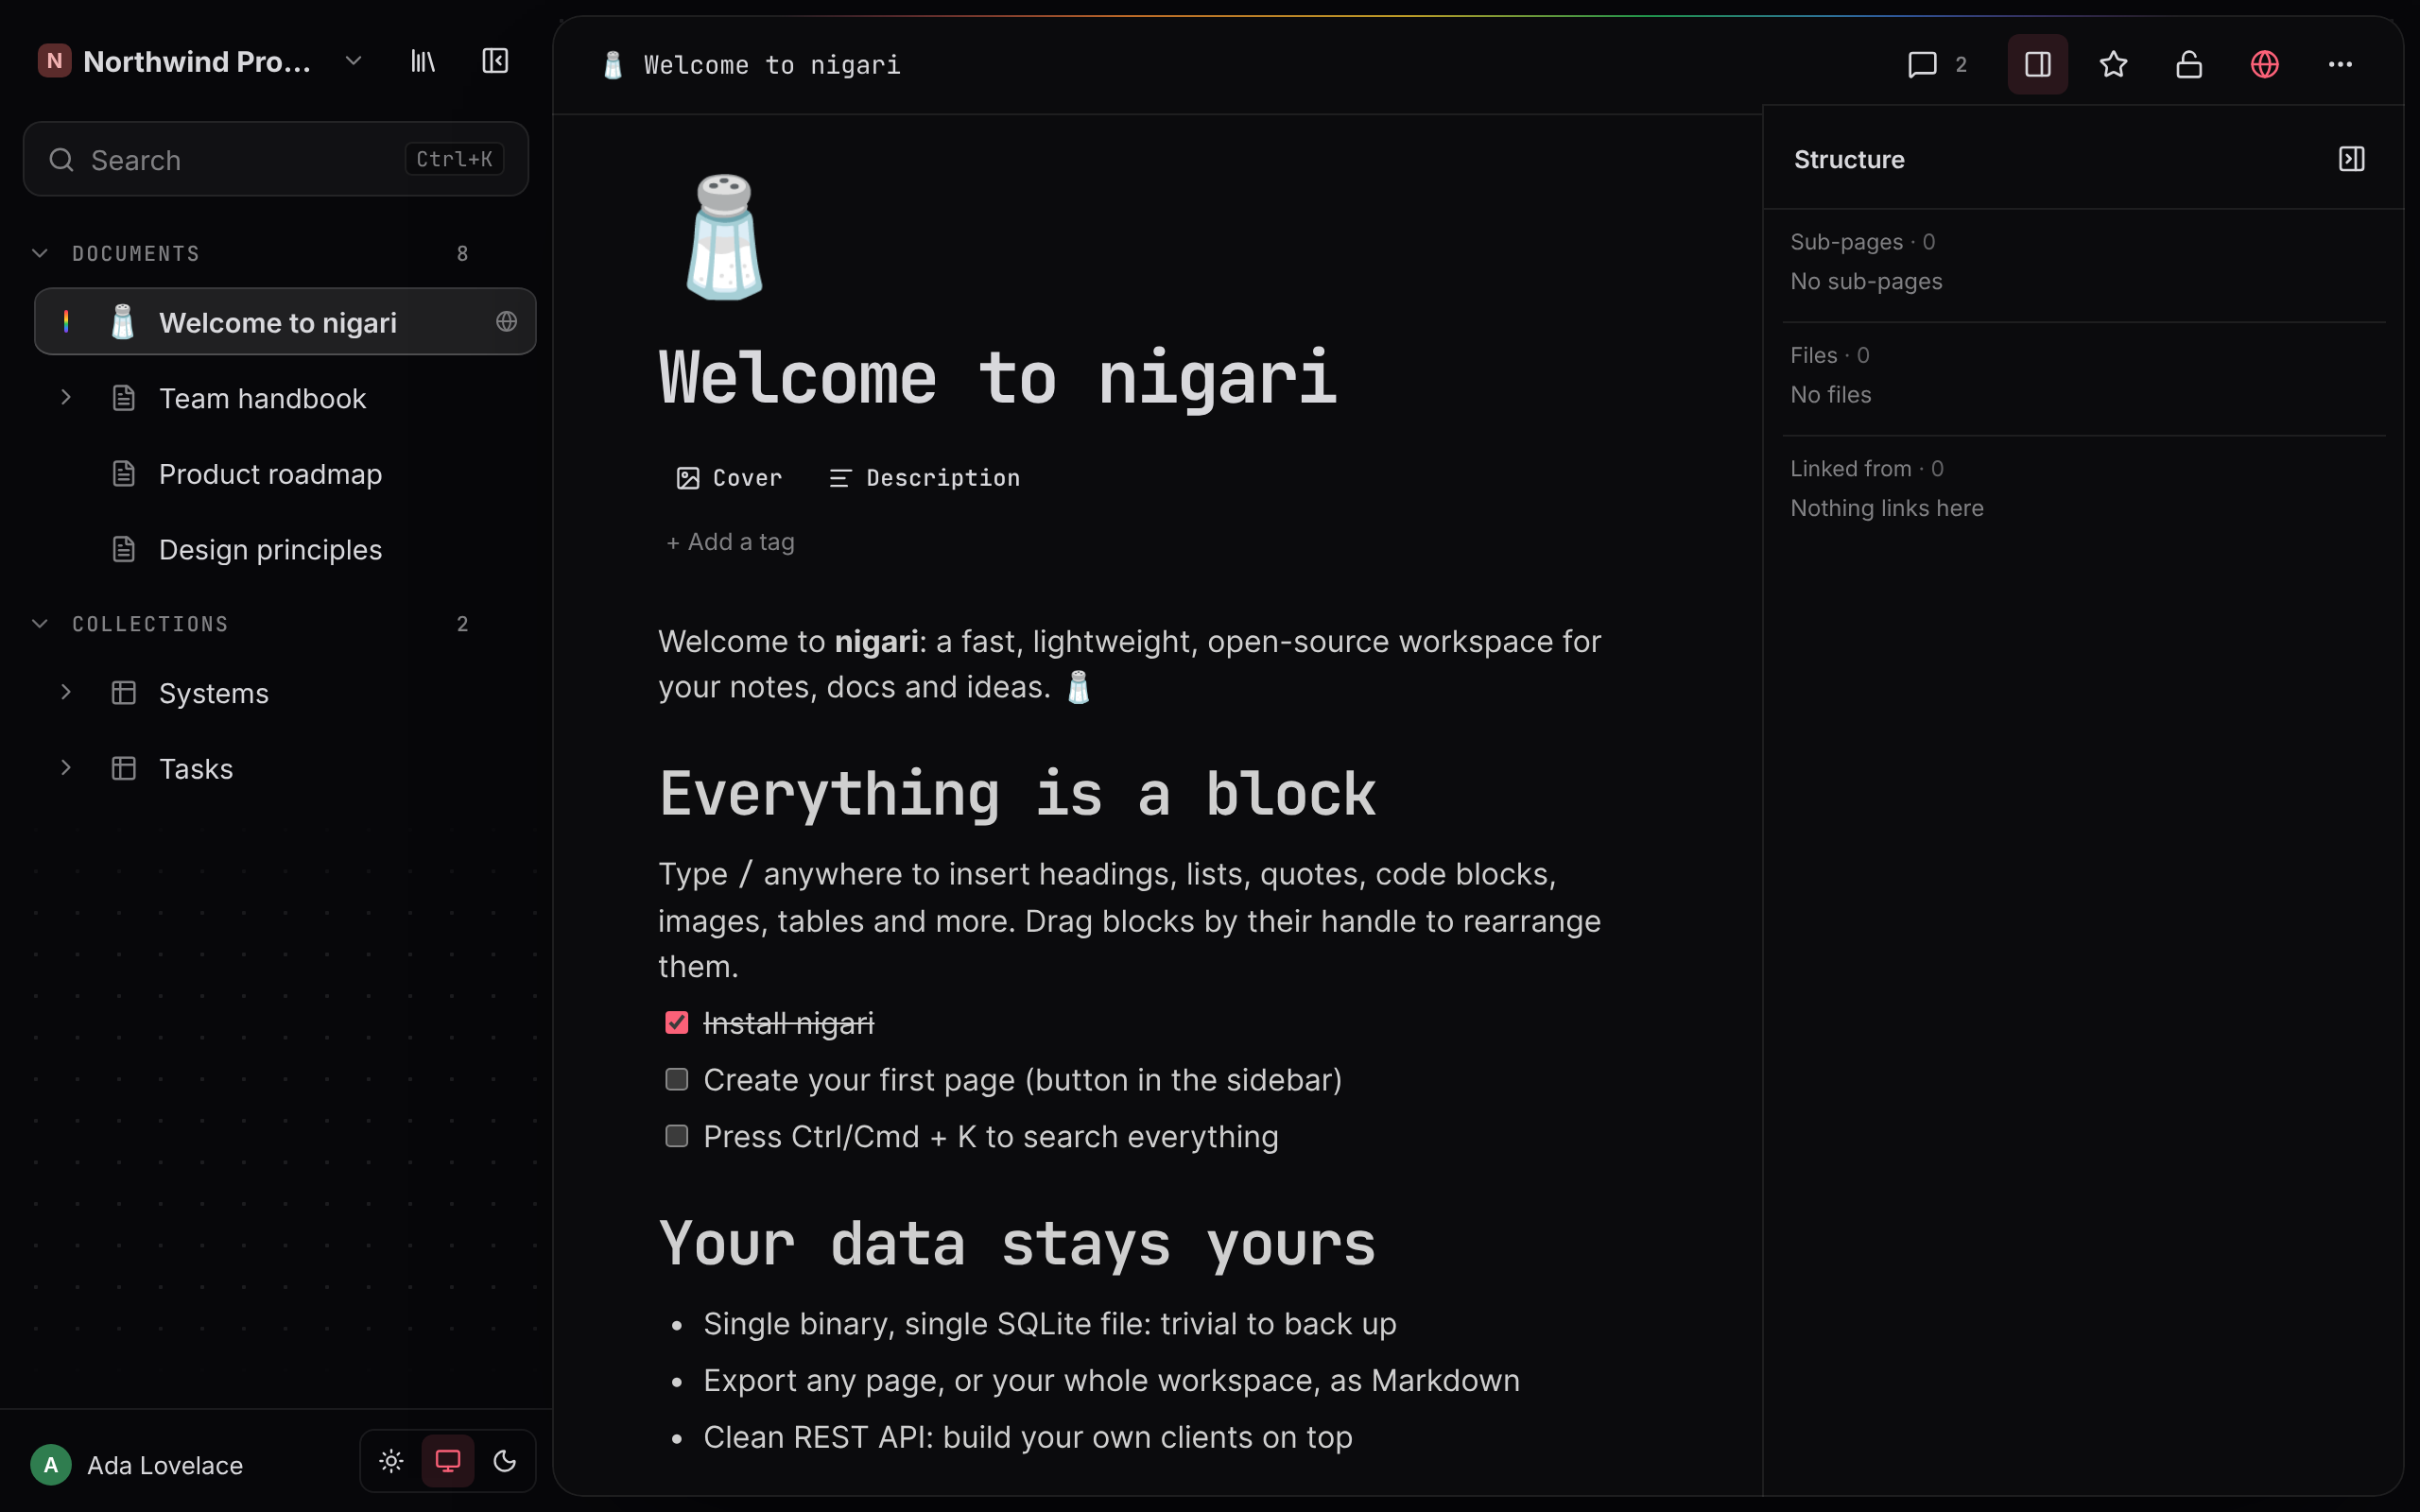 N Northwind Pro...
Search Ctrl+K
DOCUMENTS 8
Welcome to nigari
Team handbook
Product roadmap
Design principles
COLLECTIONS 2
Systems
Tasks
A Ada Lovelace
Welcome to nigari
2
Welcome to nigari
Cover Description
+ Add a tag
Welcome to nigari: a fast, lightweight, open-source workspace for
your notes, docs and ideas.
Everything is a block
Type / anywhere to insert headings, lists, quotes, code blocks,
images, tables and more. Drag blocks by their handle to rearrange
them.
Install nigari
Create your first page (button in the sidebar)
Press Ctrl/Cmd + K to search everything
Your data stays yours
• Single binary, single SQLite file: trivial to back up
• Export any page, or your whole workspace, as Markdown
• Clean REST API: build your own clients on top
Structure
Sub-pages · 0
No sub-pages
Files · 0
No files
Linked from · 0
Nothing links here